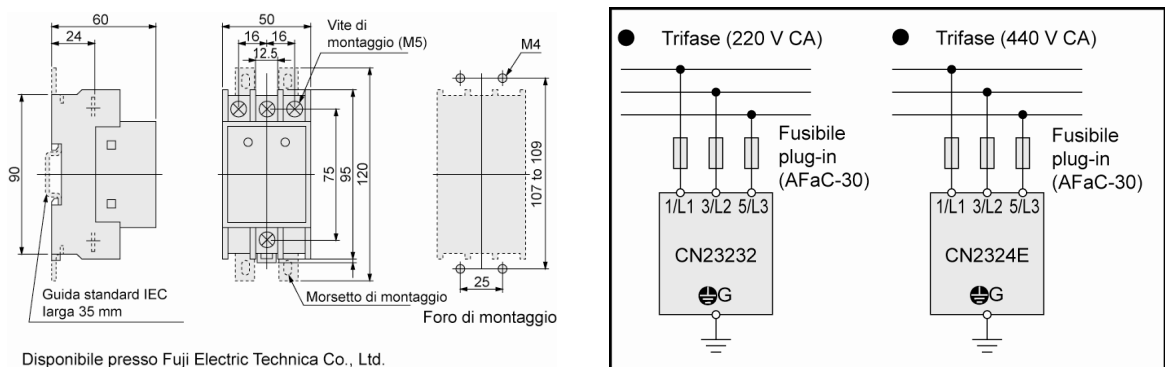 60
24
90
Guida standard IEC
larga 35 mm
50
16 16
12.5
Vite di
montaggio (M5)
75
95
120
Morsetto di montaggio
M4
107 to 109
25
Foro di montaggio
Disponibile presso Fuji Electric Technica Co., Ltd.
● Trifase (220 V CA)
Fusibile
plug-in
(AFaC-30)
1/L1 3/L2 5/L3
CN23232
G
● Trifase (440 V CA)
Fusibile
plug-in
(AFaC-30)
1/L1 3/L2 5/L3
CN2324E
G